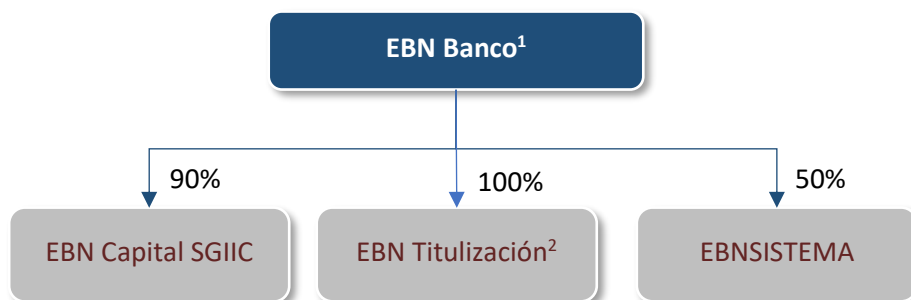 EBN Banco¹
90%
100%
50%
EBN Capital SGIIC
EBN Titulización²
EBNSISTEMA